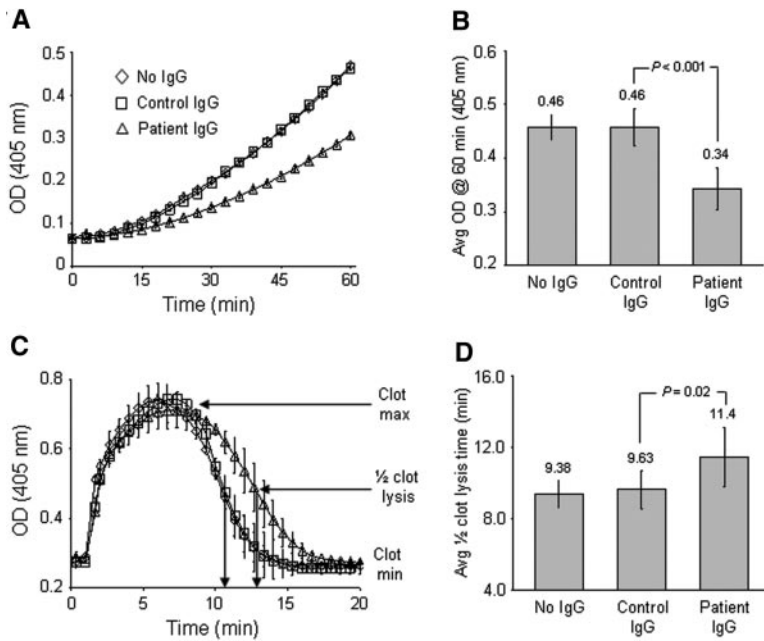 A
OD (405 nm)
0.5
0.4
0.3
0.2
0.1
0
No IgG
Control IgG
Patient IgG
0 15 30 45 60
Time (min)
B
Avg OD @ 60 min (405 nm)
0.6
0.5
0.4
0.3
0.2
P < 0.001
0.46
0.46
0.34
No IgG
Control
IgG
Patient
IgG
C
OD (405 nm)
0.8
0.6
0.4
0.2
Clot
max
½ clot
lysis
Clot
min
0 5 10 15 20
Time (min)
D
Avg ½ clot lysis time (min)
16.0
12.0
8.0
4.0
P = 0.02
9.38
9.63
11.4
No IgG
Control
IgG
Patient
IgG